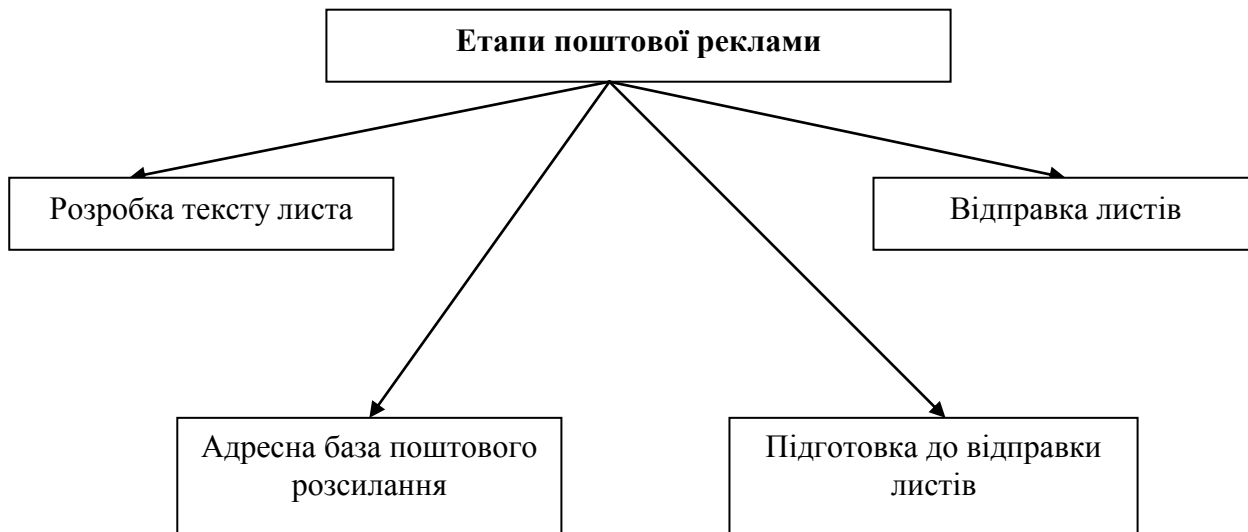 Етапи поштової реклами
Розробка тексту листа
Відправка листів
Адресна база поштового
розсилання
Підготовка до відправки
листів